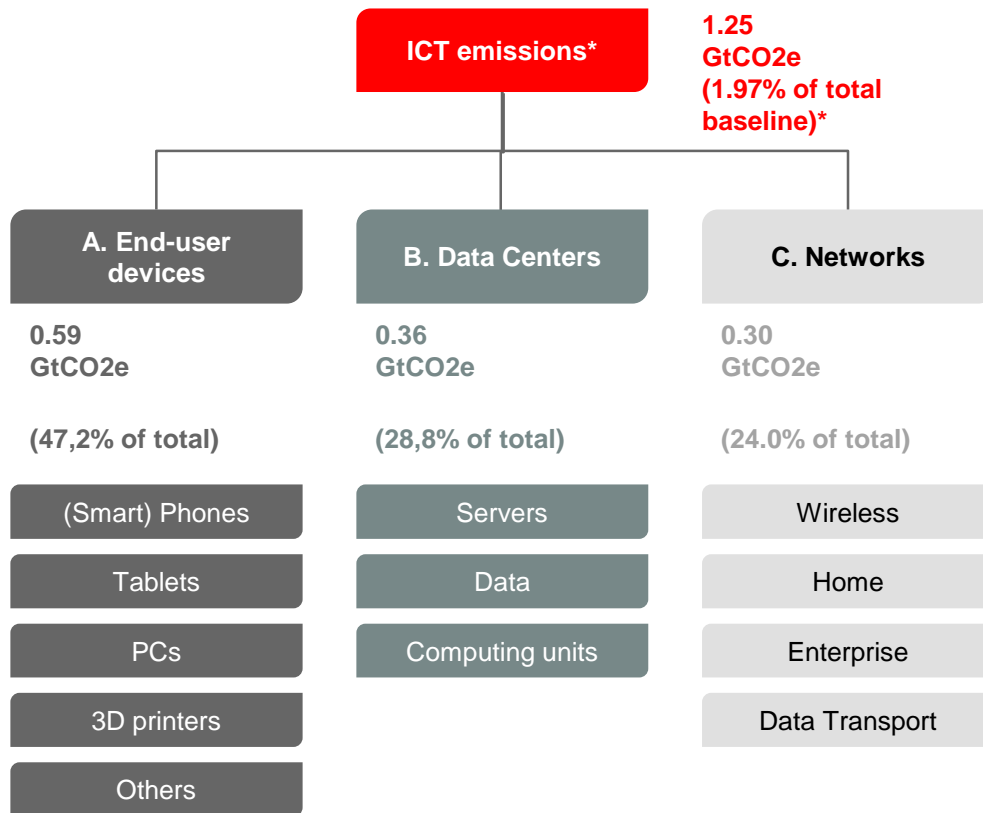 ICT emissions*
1.25
GtCO2e
(1.97% of total
baseline)*
A. End-user
devices
0.59
GtCO2e
(47,2% of total)
(Smart) Phones
Tablets
PCs
3D printers
Others
B. Data Centers
0.36
GtCO2e
(28,8% of total)
Servers
Data
Computing units
C. Networks
0.30
GtCO2e
(24.0% of total)
Wireless
Home
Enterprise
Data Transport